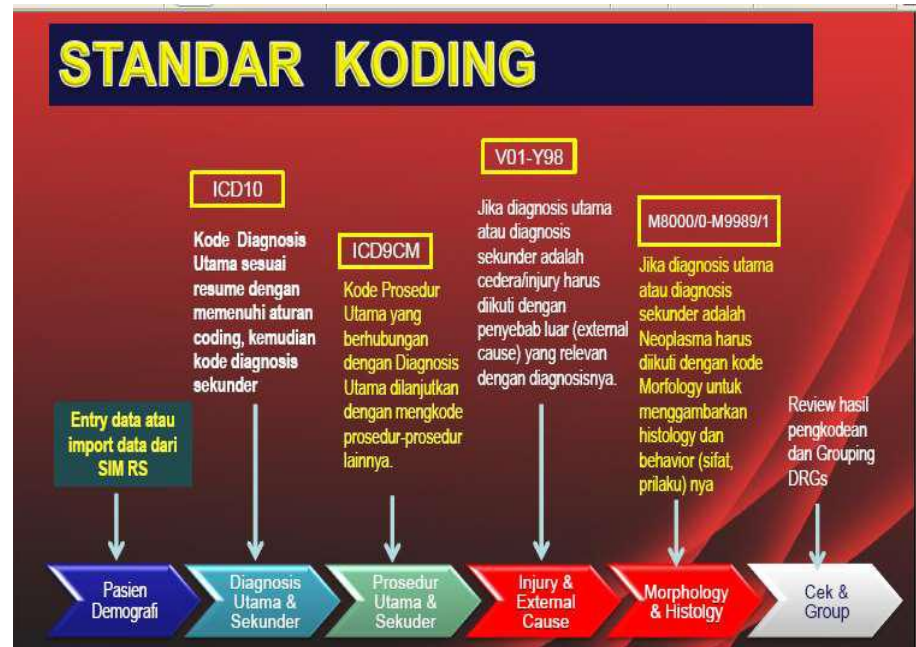 STANDAR KODING
ICD10
Kode Diagnosis
Utama sesuai
resume dengan
memenuhi aturan
coding, kemudian
kode diagnosis
sekunder
ICD9CM
Kode Prosedur
Utama yang
berhubungan
dengan Diagnosis
Utama dilanjutkan
dengan mengkode
prosedur-prosedur
lainnya.
V01-Y98
Jika diagnosis utama
atau diagnosis
sekunder adalah
cedera/injury harus
diikuti dengan
penyebab luar (external
cause) yang relevan
dengan diagnosisnya.
M8000/0-M9989/1
Jika diagnosis utama
atau diagnosis
sekunder adalah
Neoplasma harus
diikuti dengan kode
Morfology untuk
menggambarkan
histology dan
behavior (sifat,
prilaku) nya
Entry data atau
import data dari
SIM RS
Review hasil
pengkodean
dan Grouping
DRGs
Pasien
Demografi
Diagnosis
Utama &
Sekunder
Prosedur
Utama &
Sekuder
Injury &
External
Cause
Morphology
& Histolgy
Cek &
Group